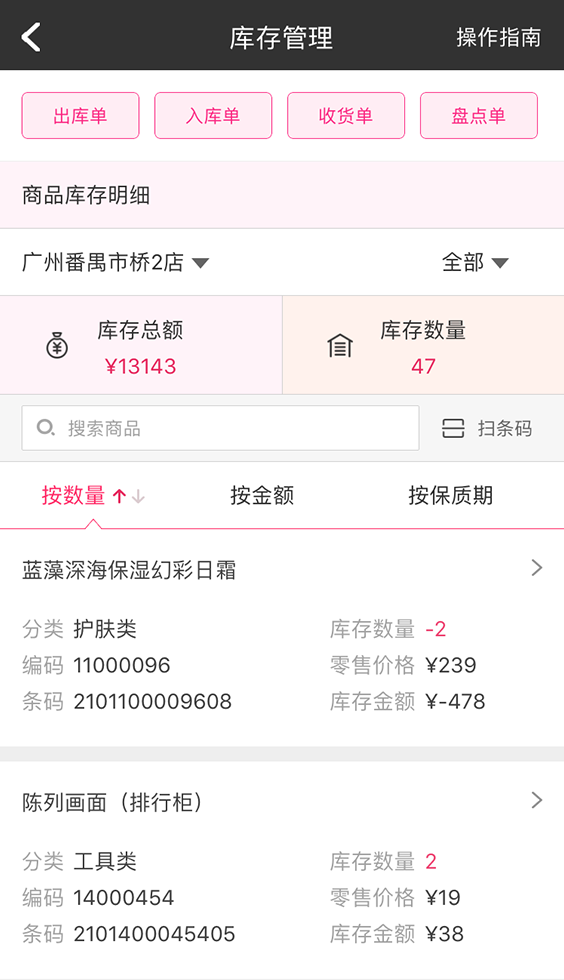 库存管理
操作指南
出库单 入库单 收货单 盘点单
商品库存明细
广州番禺市桥2店 全部
库存总额 库存数量
¥13143 47
搜索商品 扫条码
按数量 按金额 按保质期
蓝藻深海保湿幻彩日霜
分类 护肤类 库存数量 -2
编码 11000096 零售价格 ¥239
条码 2101100009608 库存金额 ¥-478
陈列画面（排行柜）
分类 工具类 库存数量 2
编码 14000454 零售价格 ¥19
条码 2101400045405 库存金额 ¥38